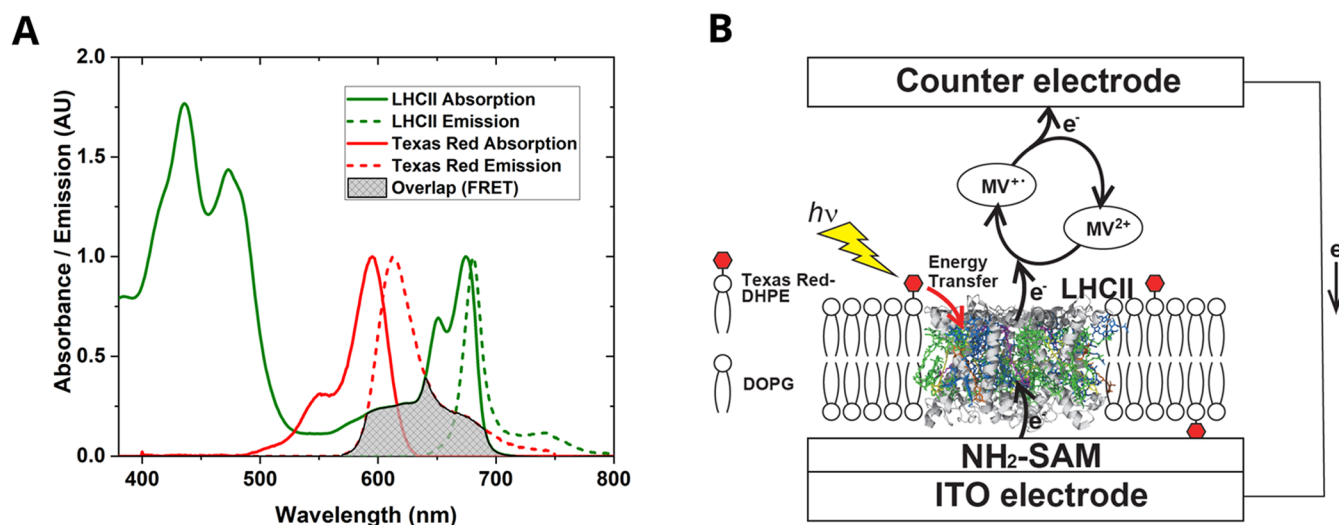 A
Absorbance / Emission (AU)
2.0
1.5
1.0
0.5
0.0
LHCII Absorption
LHCII Emission
Texas Red Absorption
Texas Red Emission
Overlap (FRET)
400
500
600
700
800
Wavelength (nm)
B
Counter electrode
e-
MV+·
MV2+
hν
Energy
Transfer
e-
LHCII
e
Texas Red-
DHPE
DOPG
e
NH2-SAM
ITO electrode